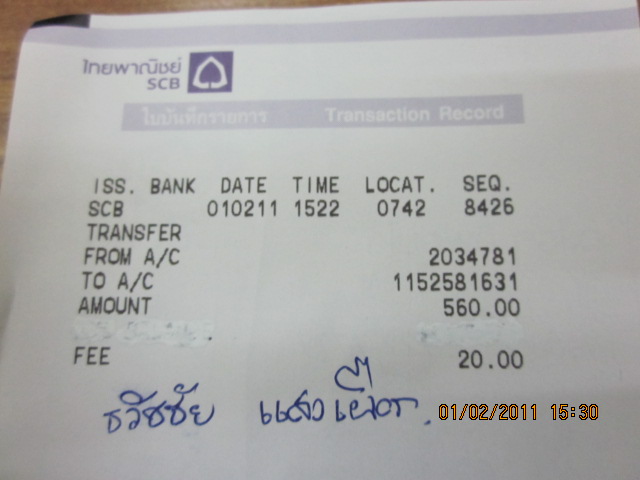 ไทยพาณิชย์
SCB
ใบบันทึกรายการ Transaction Record
ISS. BANK DATE TIME LOCAT. SEQ.
SCB 010211 1522 0742 8426
TRANSFER
FROM A/C 2034781
TO A/C 1152581631
AMOUNT 560.00
FEE 20.00
ธวัชชัย
01/02/2011 15:30